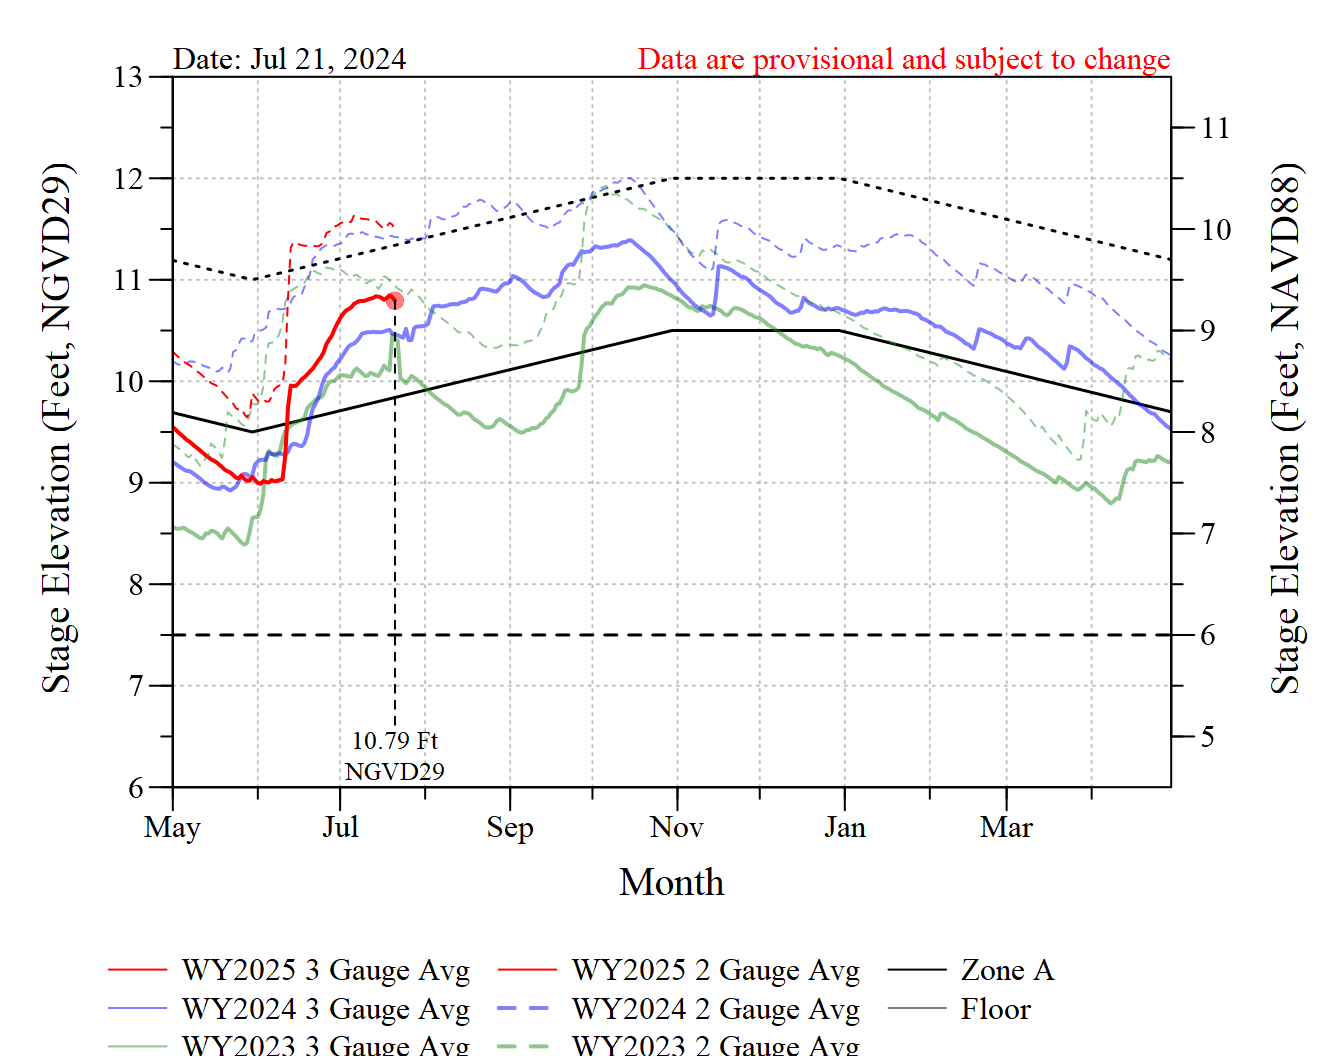 Date: Jul 21, 2024
Data are provisional and subject to change
13
12
11
10
9
8
7
6
11
10
9
8
7
6
5
Stage Elevation (Feet, NGVD29)
Stage Elevation (Feet, NAVD88)
10.79 Ft
NGVD29
May Jul Sep Nov Jan Mar
Month
WY2025 3 Gauge Avg WY2025 2 Gauge Avg Zone A
WY2024 3 Gauge Avg WY2024 2 Gauge Avg Floor
WY2023 3 Gauge Avg WY2023 2 Gauge Avg